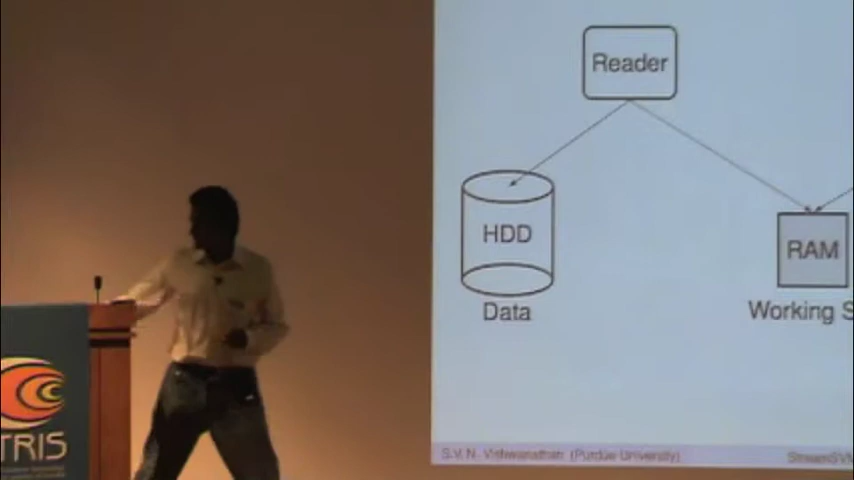 Reader
HDD
RAM
Data
Working S
TRIS
S.V.N. Vishwanathan (Purdue University)
StreamSVM